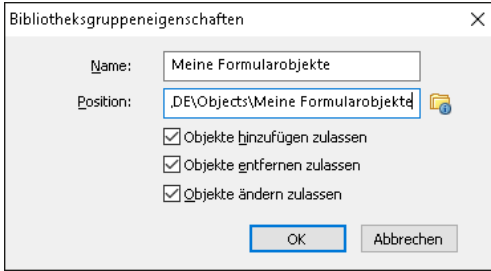 Bibliotheksgruppeneigenschaften
Name: Meine Formularobjekte
Position: DE\Objects\Meine Formularobjekte
Objekte hinzufügen zulassen
Objekte entfernen zulassen
Objekte ändern zulassen
OK Abbrechen